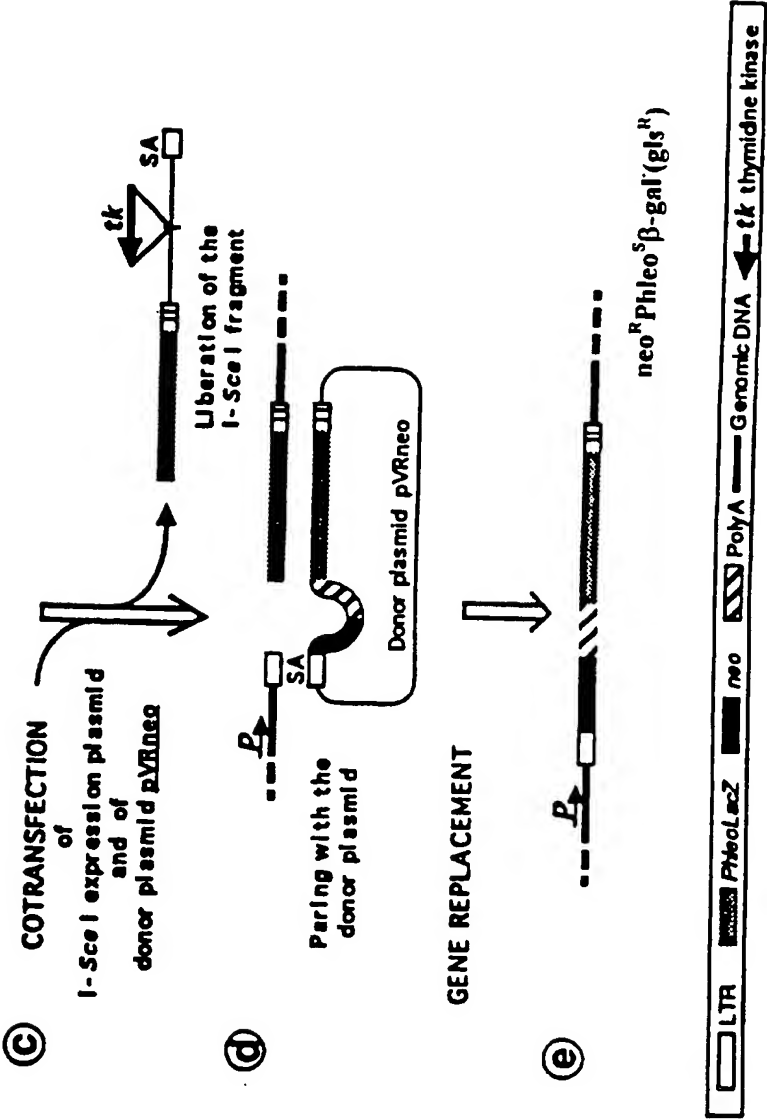 c
COTRANSFECTION
of
I-Sce I expression plasmid
and of
donor plasmid pVRneo
tk
SA
Liberation of the
I-Sce I fragment
d
P
SA
Paring with the
donor plasmid
Donor plasmid pVRneo
GENE REPLACEMENT
e
P
neoᴿPhleoˢβ-gal⁻(glsᴿ)
LTR PhleoLacZ neo PolyA Genomic DNA tk thymidine kinase